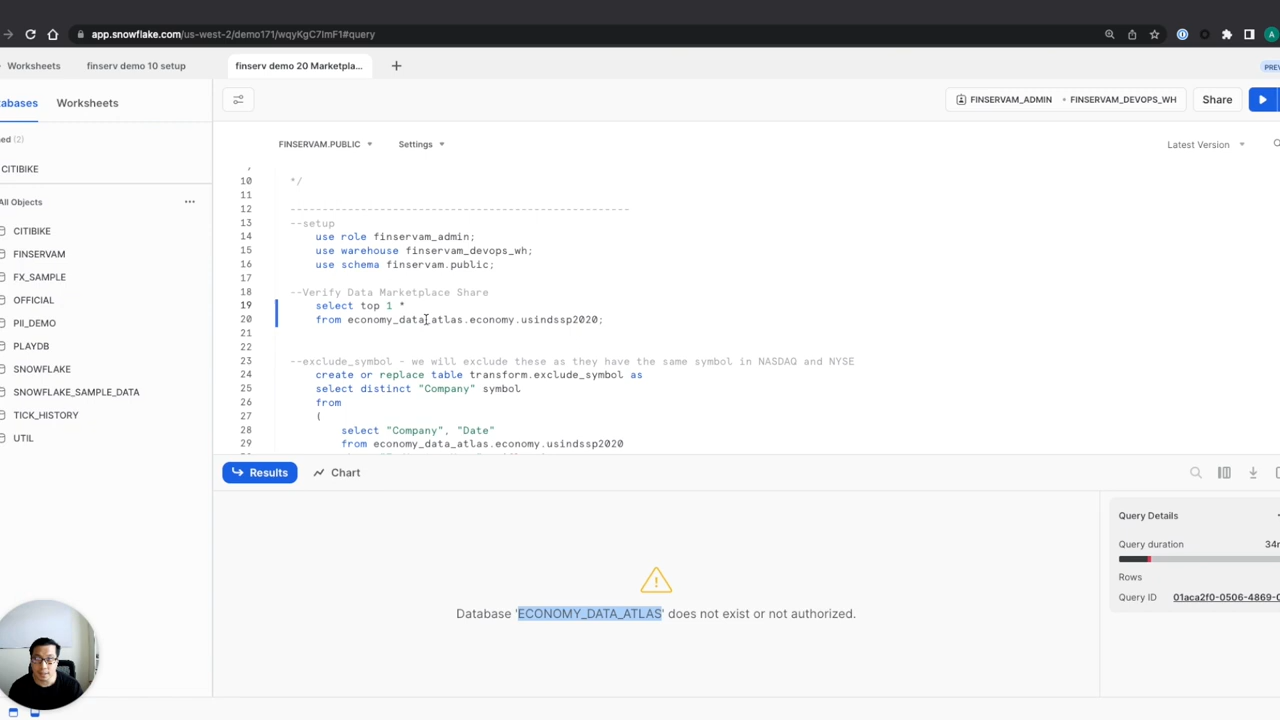 app.snowflake.com/us-west-2/demo171/wqyKgC7ImF1#query
A
Worksheets
finserv demo 10 setup
finserv demo 20 Marketpla...
+
abases
Worksheets
FINSERVAM_ADMIN • FINSERVAM_DEVOPS_WH
Share
(2)
FINSERVAM.PUBLIC
Settings
Latest Version
CITIBIKE
All Objects
...
CITIBIKE
FINSERVAM
FX_SAMPLE
OFFICIAL
PII_DEMO
PLAYDB
SNOWFLAKE
SNOWFLAKE_SAMPLE_DATA
TICK_HISTORY
UTIL
10 */
11
12 -----------------------------------------------------
13 --setup
14 use role finservam_admin;
15 use warehouse finservam_devops_wh;
16 use schema finservam.public;
17
18 --Verify Data Marketplace Share
19 select top 1 *
20 from economy_data_atlas.economy.usindssp2020;
21
22
23 --exclude_symbol - we will exclude these as they have the same symbol in NASDAQ and NYSE
24 create or replace table transform.exclude_symbol as
25 select distinct "Company" symbol
26 from
27 (
28 select "Company", "Date"
29 from economy_data_atlas.economy.usindssp2020
Results
Chart
Database 'ECONOMY_DATA_ATLAS' does not exist or not authorized.
Query Details
Query duration
Rows
Query ID